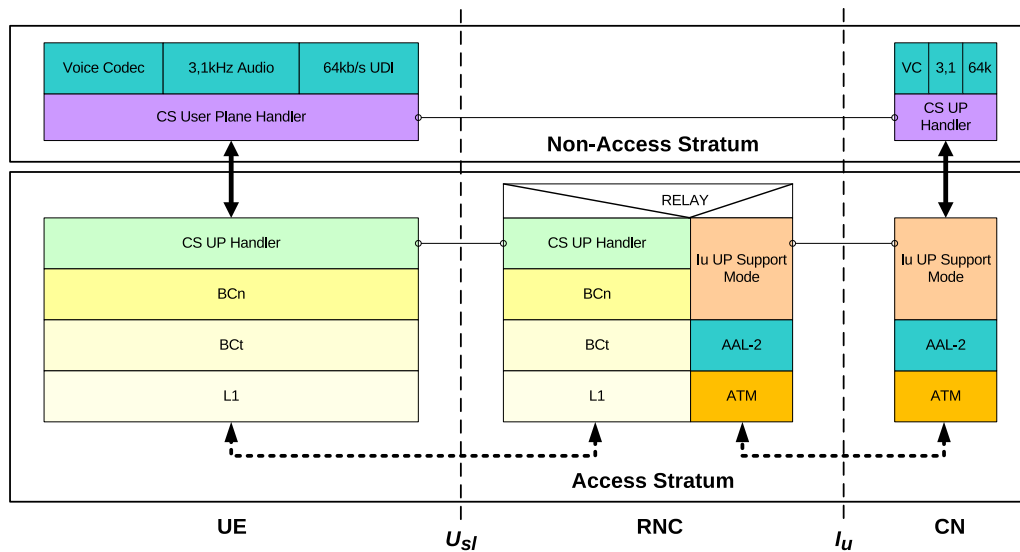 Voice Codec
3,1kHz Audio
64kb/s UDI
VC
3,1
64k
CS User Plane Handler
CS UP
Handler
Non-Access Stratum
RELAY
CS UP Handler
CS UP Handler
Iu UP Support
Mode
Iu UP Support
Mode
BCn
BCn
BCt
BCt
AAL-2
AAL-2
L1
L1
ATM
ATM
Access Stratum
UE
Usl
RNC
Iu
CN